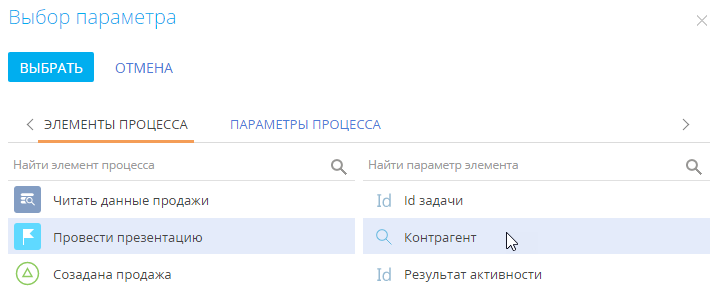 Выбор параметра
ВЫБРАТЬ ОТМЕНА
ЭЛЕМЕНТЫ ПРОЦЕССА ПАРАМЕТРЫ ПРОЦЕССА
Найти элемент процесса Найти параметр элемента
Читать данные продажи Id Id задачи
Провести презентацию Контрагент
Созадана продажа Id Результат активности